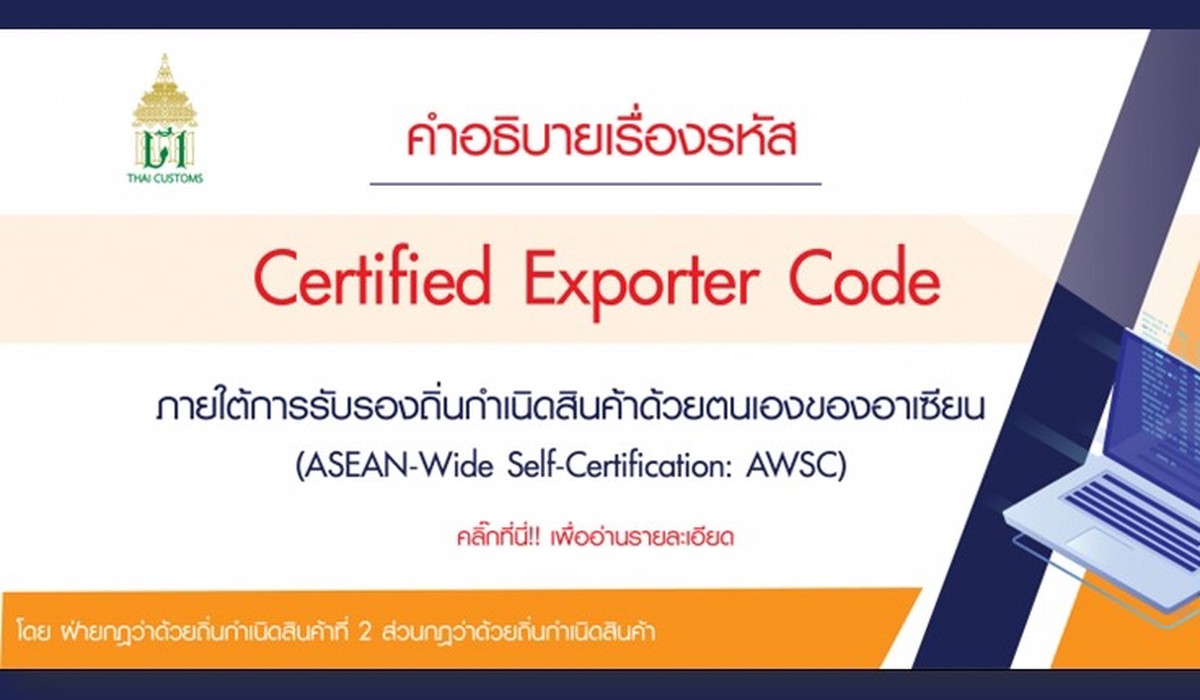 THAI CUSTOMS
คำอธิบายเรื่องรหัส
Certified Exporter Code
ภายใต้การรับรองถิ่นกำเนิดสินค้าด้วยตนเองของอาเซียน
(ASEAN-Wide Self-Certification: AWSC)
คลิ๊กที่นี่!! เพื่ออ่านรายละเอียด
โดย ฝ่ายกฎว่าด้วยถิ่นกำเนิดสินค้าที่ 2 ส่วนกฎว่าด้วยถิ่นกำเนิดสินค้า